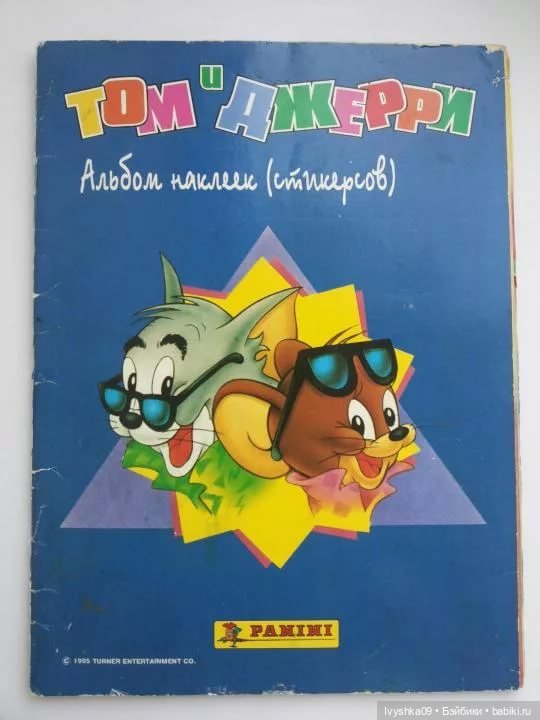 ТОМ И ДЖЕРРИ
Альбом наклеек (стикерсов)
PANINI
© 1995 TURNER ENTERTAINMENT CO.
Ivyshka09 • Бэйбики • babiki.ru